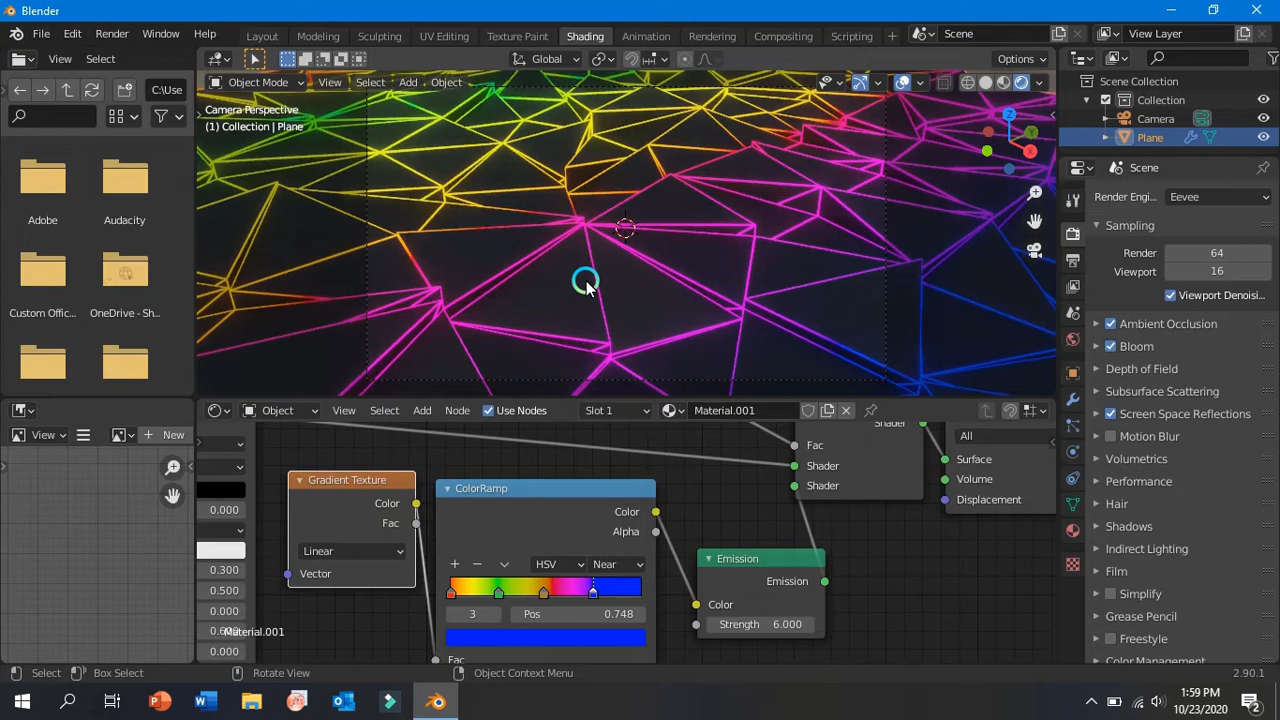 Blender
File Edit Render Window Help
Layout Modeling Sculpting UV Editing Texture Paint Shading Animation Rendering Compositing Scripting
Scene View Layer
View Select
Global
Options
C:\Use
Object Mode View Select Add Object
Camera Perspective
(1) Collection | Plane
Adobe
Audacity
Custom Offic...
OneDrive - Sh...
Scene Collection
Collection
Camera
Plane
Scene
Render Engi...
Eevee
Sampling
Render 64
Viewport 16
Viewport Denoisi...
Ambient Occlusion
Bloom
Depth of Field
Subsurface Scattering
Screen Space Reflections
Motion Blur
Volumetrics
Performance
Hair
Shadows
Indirect Lighting
Film
Simplify
Grease Pencil
Freestyle
Color Management
View New
Object View Select Add Node Use Nodes Slot 1 Material.001
0.000
0.300
0.500
0.000
0.000
Material.001
Gradient Texture
Color
Fac
Linear
Vector
ColorRamp
Color
Alpha
HSV Near
3 Pos 0.748
Fac
Emission
Emission
Color
Strength 6.000
Shader
Fac
Shader
Shader
All
Surface
Volume
Displacement
Select Box Select Rotate View Object Context Menu 2.90.1
1:59 PM
10/23/2020
2